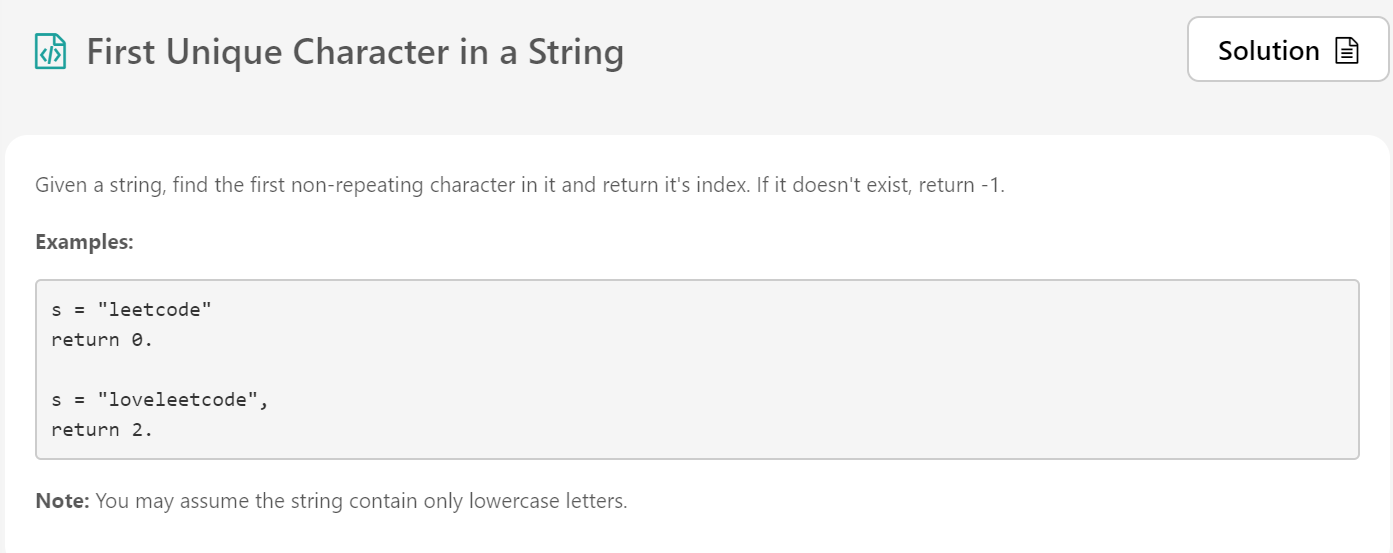 First Unique Character in a String
Solution
Given a string, find the first non-repeating character in it and return it's index. If it doesn't exist, return -1.
Examples:
s = "leetcode"
return 0.
s = "loveleetcode",
return 2.
Note: You may assume the string contain only lowercase letters.